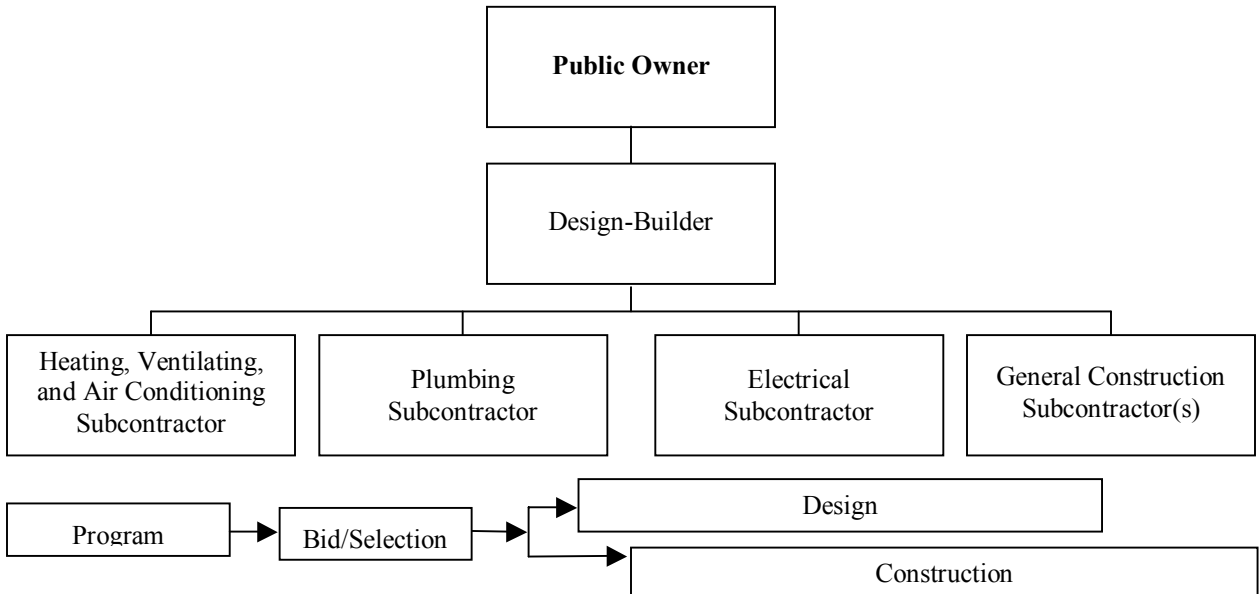 Public Owner
Design-Builder
Heating, Ventilating,
and Air Conditioning
Subcontractor
Plumbing
Subcontractor
Electrical
Subcontractor
General Construction
Subcontractor(s)
Program
Bid/Selection
Design
Construction